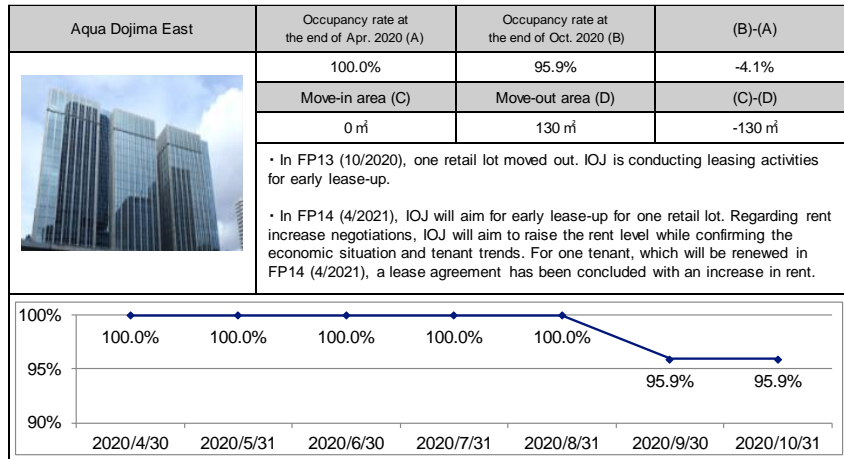 Aqua Dojima East
Occupancy rate at
the end of Apr. 2020 (A)
Occupancy rate at
the end of Oct. 2020 (B)
(B)-(A)
100.0%
95.9%
-4.1%
Move-in area (C)
Move-out area (D)
(C)-(D)
0㎡
130㎡
-130㎡
・In FP13 (10/2020), one retail lot moved out. IOJ is conducting leasing activities
for early lease-up.
・In FP14 (4/2021), IOJ will aim for early lease-up for one retail lot. Regarding rent
increase negotiations, IOJ will aim to raise the rent level while confirming the
economic situation and tenant trends. For one tenant, which will be renewed in
FP14 (4/2021), a lease agreement has been concluded with an increase in rent.
100%
95%
90%
100.0%
100.0%
100.0%
100.0%
100.0%
95.9%
95.9%
2020/4/30
2020/5/31
2020/6/30
2020/7/31
2020/8/31
2020/9/30
2020/10/31